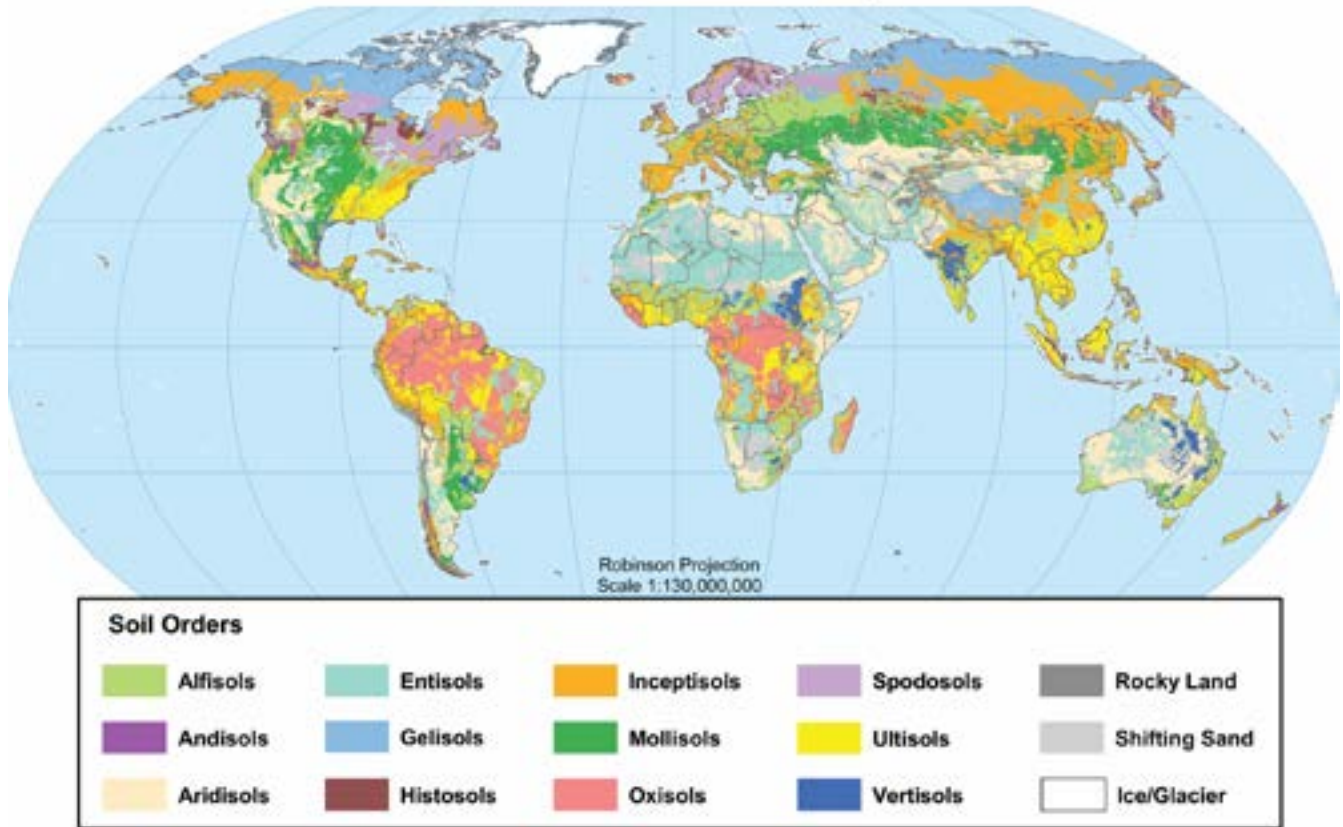 Robinson Projection
Scale 1:130,000,000
Soil Orders
Alfisols Entisols Inceptisols Spodosols Rocky Land
Andisols Gelisols Mollisols Ultisols Shifting Sand
Aridisols Histosols Oxisols Vertisols Ice/Glacier